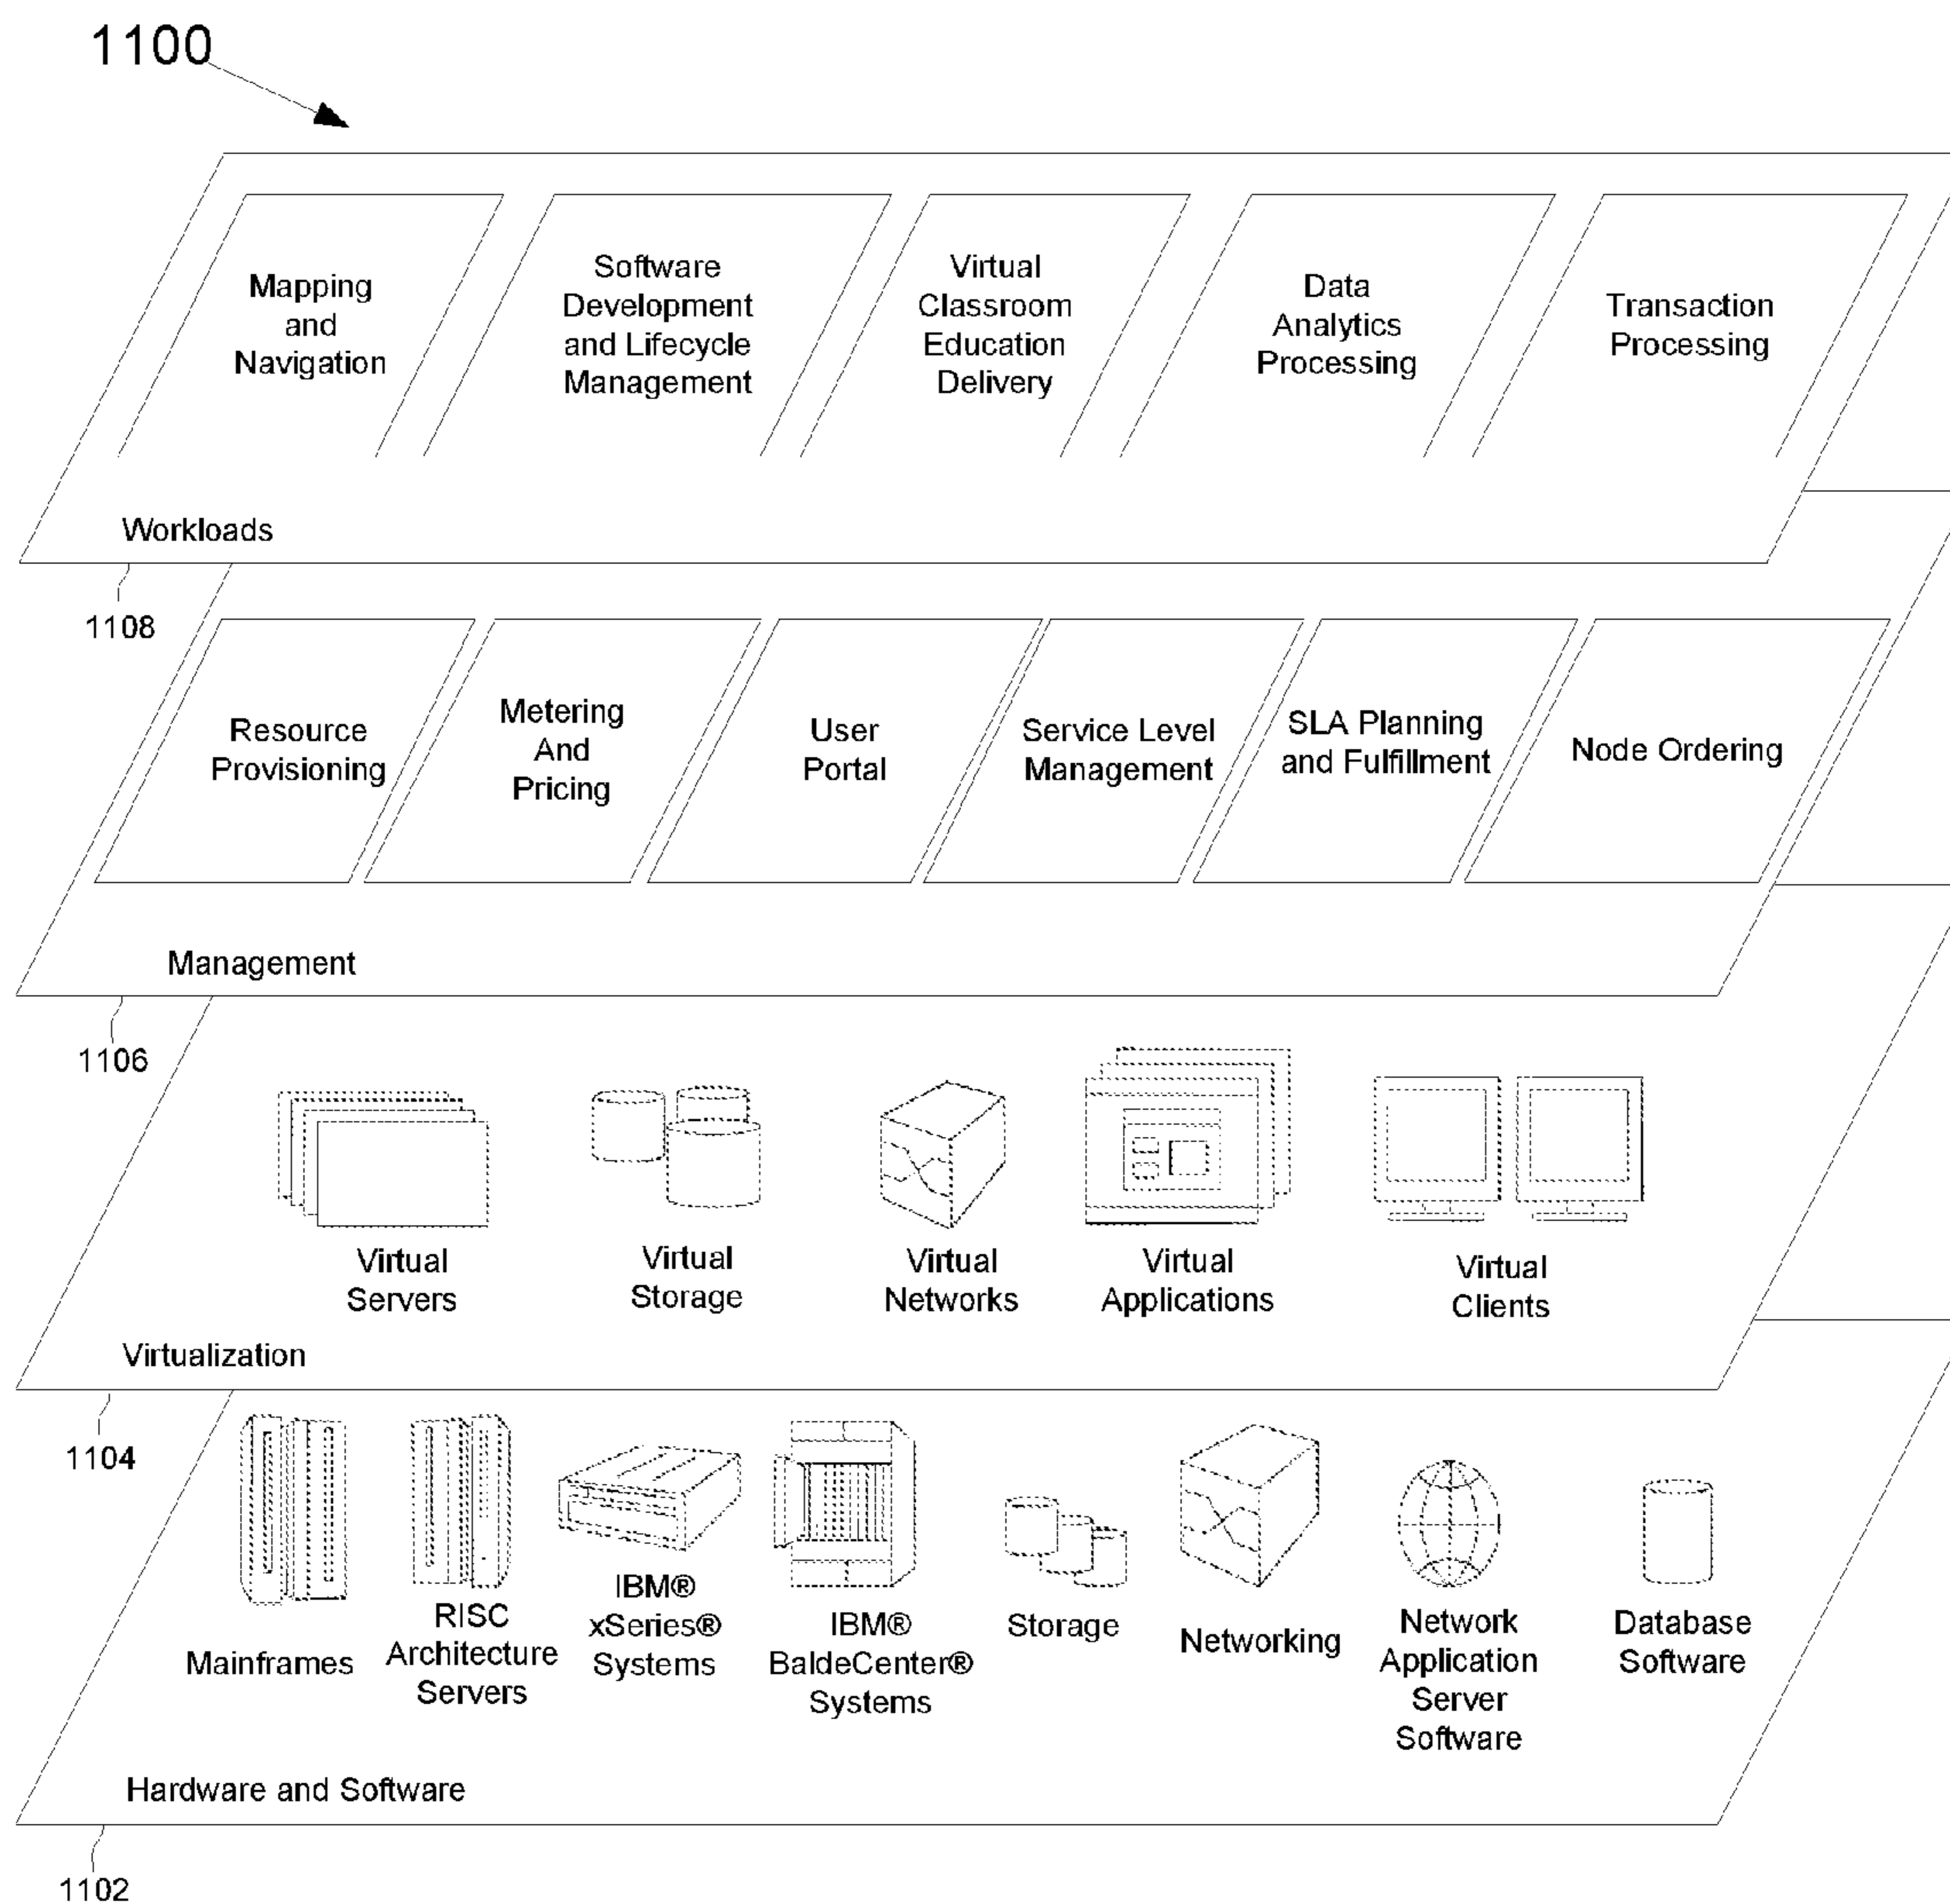 1100
Mapping
and
Navigation
Software
Development
and Lifecycle
Management
Virtual
Classroom
Education
Delivery
Data
Analytics
Processing
Transaction
Processing
Workloads
1108
Resource
Provisioning
Metering
And
Pricing
User
Portal
Service Level
Management
SLA Planning
and Fulfillment
Node Ordering
Management
1106
Virtual
Servers
Virtual
Storage
Virtual
Networks
Virtual
Applications
Virtual
Clients
Virtualization
1104
Mainframes
RISC
Architecture
Servers
IBM®
xSeries®
Systems
IBM®
BaldeCenter®
Systems
Storage
Networking
Network
Application
Server
Software
Database
Software
Hardware and Software
1102